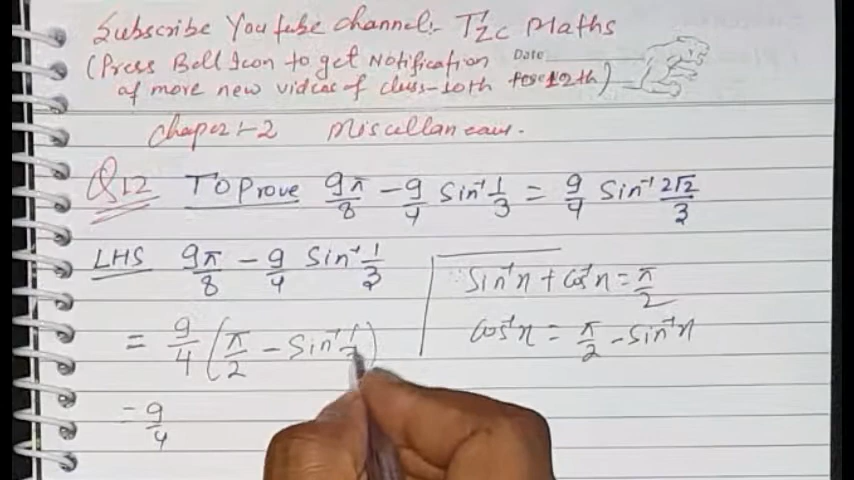 Subscribe YouTube channel:- TZC Maths
(Press Bell Icon to get Notification Date
of more new videos of class-10th for 12th)
Chaper:-2 Miscellaneous.
Q12 TO Prove 9π/8 - 9/4 Sin⁻¹ 1/3 = 9/4 Sin⁻¹ 2√2/3
LHS 9π/8 - 9/4 Sin⁻¹ 1/3
Sin⁻¹x + cos⁻¹x = π/2
= 9/4 (π/2 - Sin⁻¹ 1/3)
cos⁻¹x = π/2 - Sin⁻¹x
= 9/4